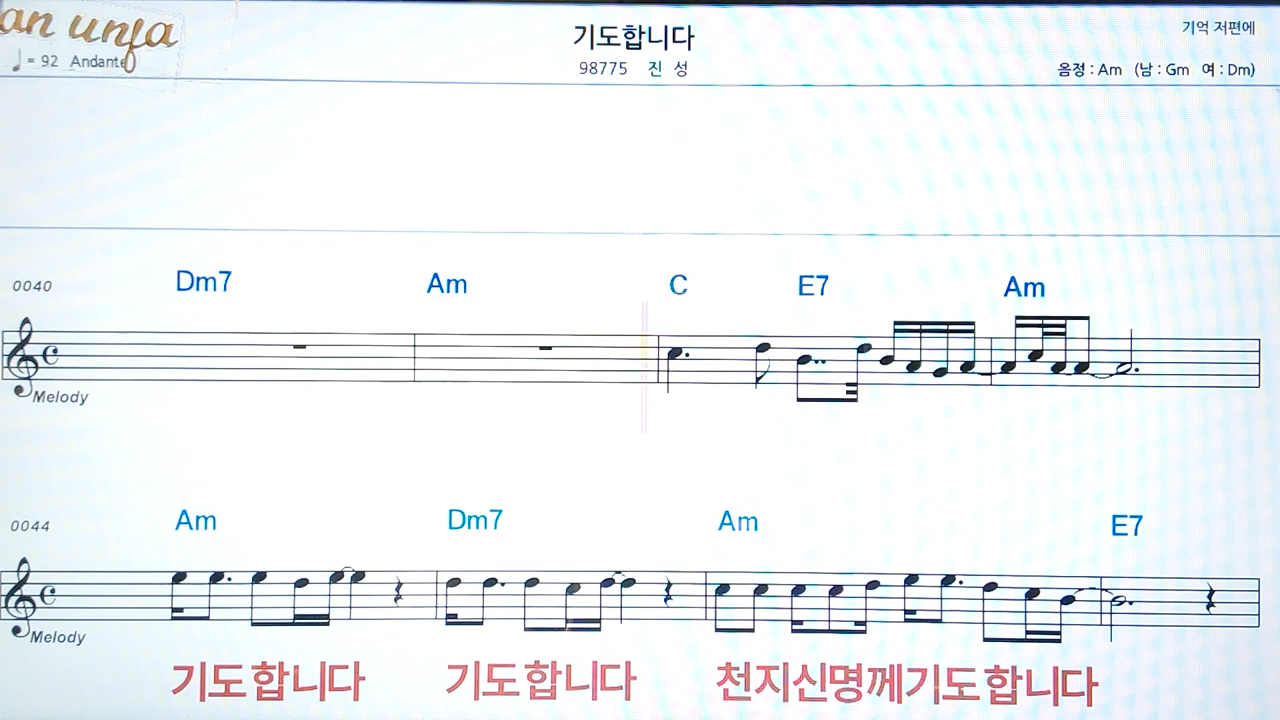 an unfa
♩ = 92 Andante
기도합니다
98775 진 성
기억 저편에
음정 : Am (남 : Gm 여 : Dm)
0040
Dm7 Am C E7 Am
Melody
0044
Am Dm7 Am E7
Melody
기도합니다 기도합니다 천지신명께기도합니다